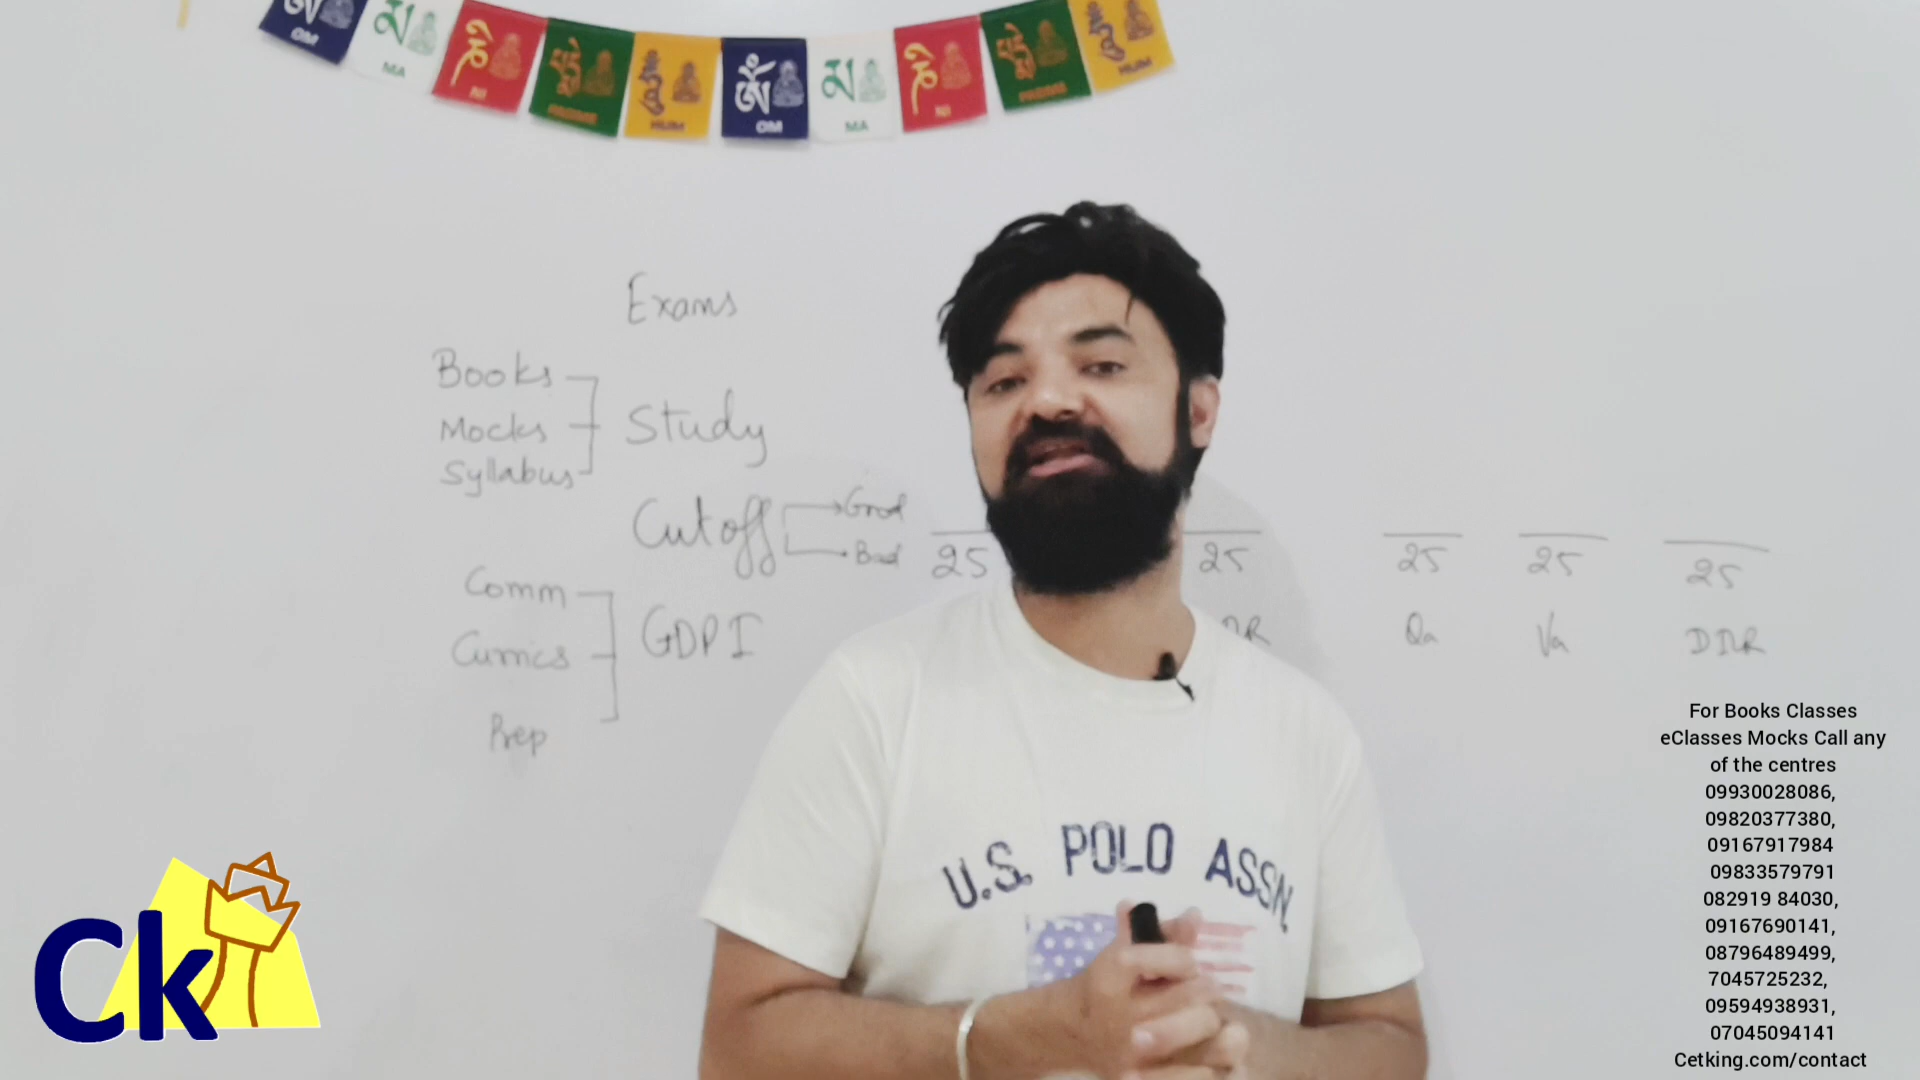 OM
MA
NI
PADME
HUM
ༀ
OM
མ
MA
ཎི
NI
PADME
HUM
Exams
Books
Mocks
Syllabus
Study
Cutoff
Good
Bad
25
25
25
25
25
Comm
GDPI
Qa
Va
DILR
Prep
U.S. POLO ASSN.
Ck
For Books Classes
eClasses Mocks Call any
of the centres
09930028086,
09820377380,
09167917984
09833579791
082919 84030,
09167690141,
08796489499,
7045725232,
09594938931,
07045094141
Cetking.com/contact